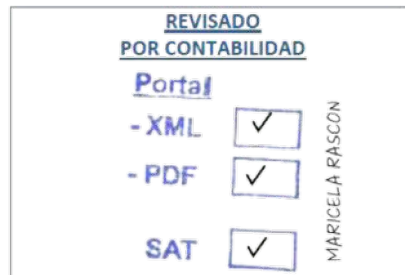 REVISADO
POR CONTABILIDAD
Portal
- XML ✓
- PDF ✓
SAT ✓
MARICELA RASCON